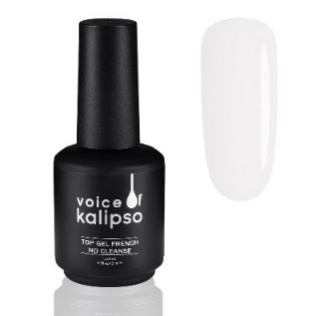 voice of
kalipso
TOP GEL FRENCH
NO CLEANSE